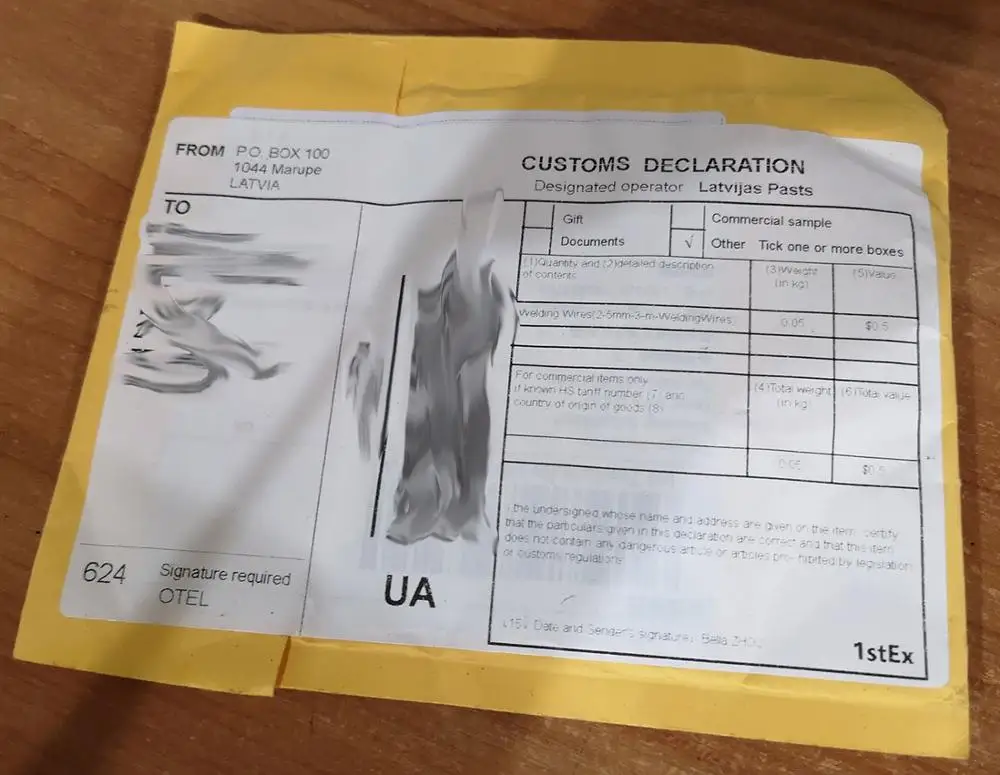 FROM P.O. BOX 100
1044 Marupe
LATVIA
TO
624 Signature required
OTEL
UA
CUSTOMS DECLARATION
Designated operator Latvijas Pasts
Gift
Commercial sample
Documents
√ Other Tick one or more boxes
(1)Quantity and (2)detailed description
of contents
(3)Weight
(in kg)
(5)Value
Welding Wires(2-5mm-3-m-WeldingWires
0.05
$0.5
For commercial items only
if known HS tariff number (7) and
country of origin of goods (8)
(4)Total weight
(in kg)
(6)Total value
0.05
$0.5
the undersigned whose name and address are given on the item certify
that the particulars given in this declaration are correct and that this item
does not contain any dangerous article or articles pro-hibited by legislation
or customs regulations
(15) Date and Sender's signature: Bella
1stEx